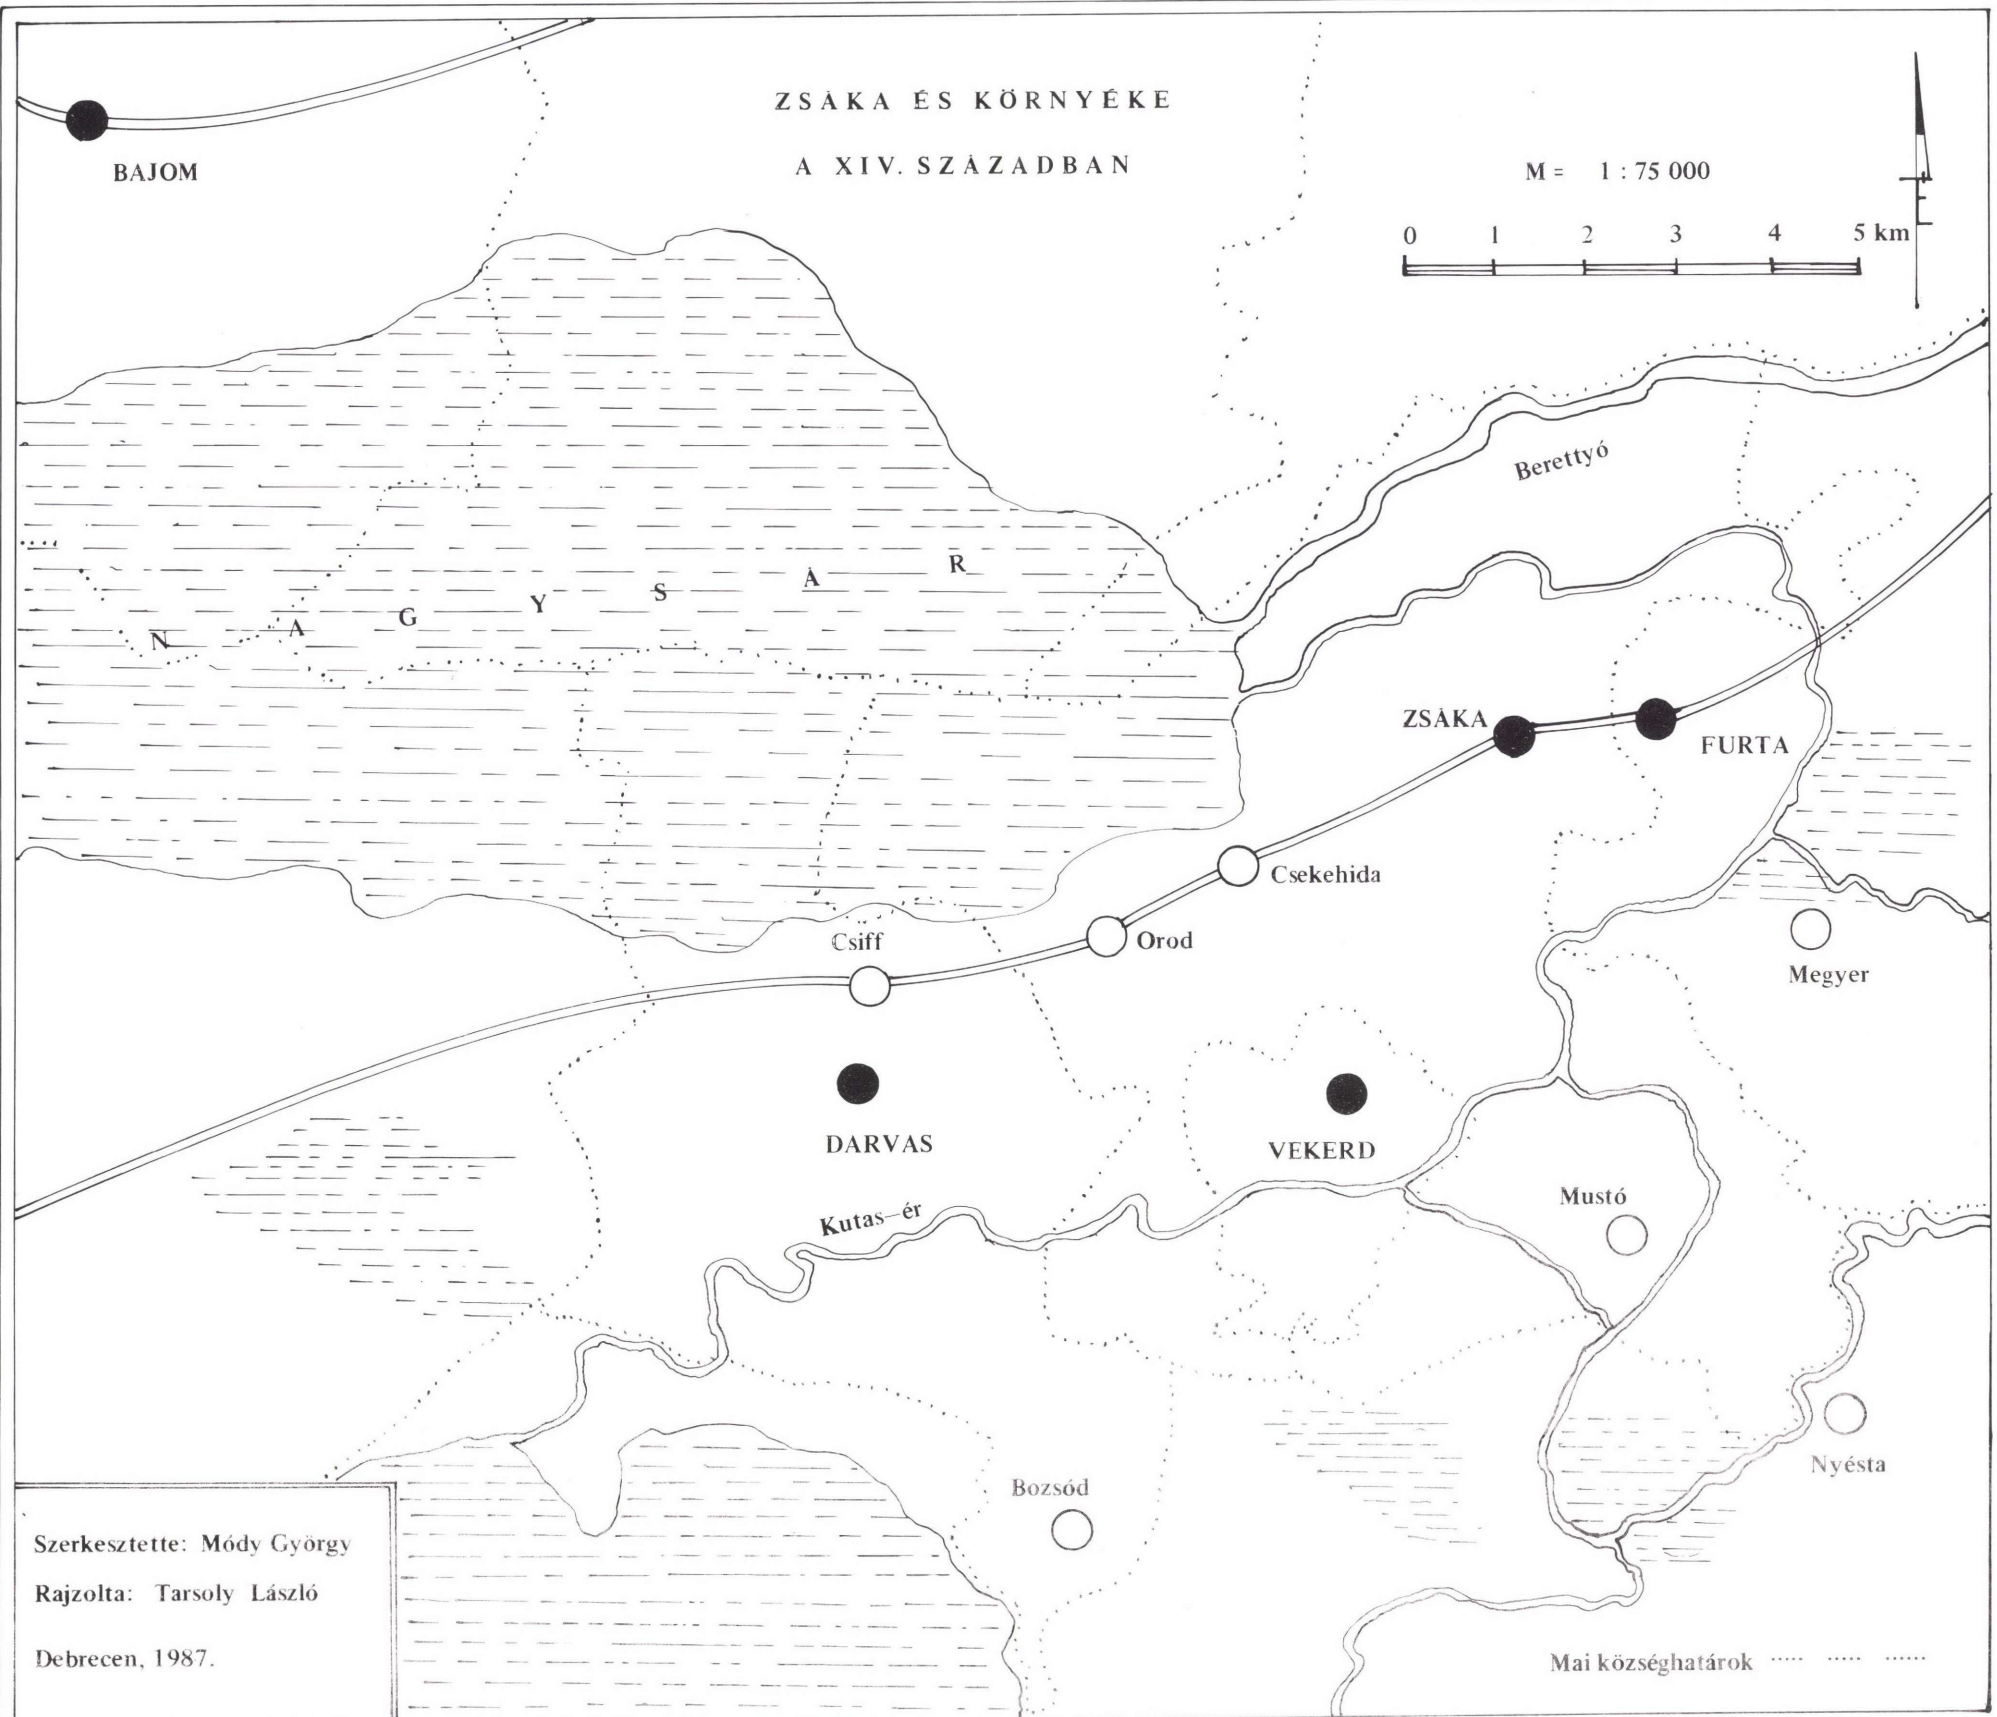 ZSÁKA ÉS KÖRNYÉKE
A XIV. SZÁZADBAN
M = 1 : 75 000
0 1 2 3 4 5 km
BAJOM
Berettyó
N A G Y S Á R
ZSÁKA
FURTA
Csekehida
Orod
Csiff
Megyer
DARVAS
VEKERD
Mustó
Kutas-ér
Nyésta
Bozsód
Szerkesztette: Módy György
Rajzolta: Tarsoly László
Debrecen, 1987.
Mai községhatárok